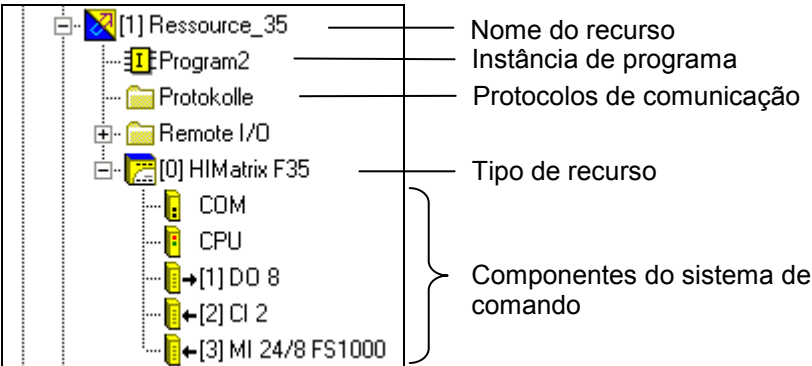 [1] Ressource_35 Nome do recurso
Program2 Instância de programa
Protokolle Protocolos de comunicação
Remote I/O
[0] HIMatrix F35 Tipo de recurso
COM
CPU
[1] DO 8 Componentes do sistema de
[2] CI 2 comando
[3] MI 24/8 FS1000